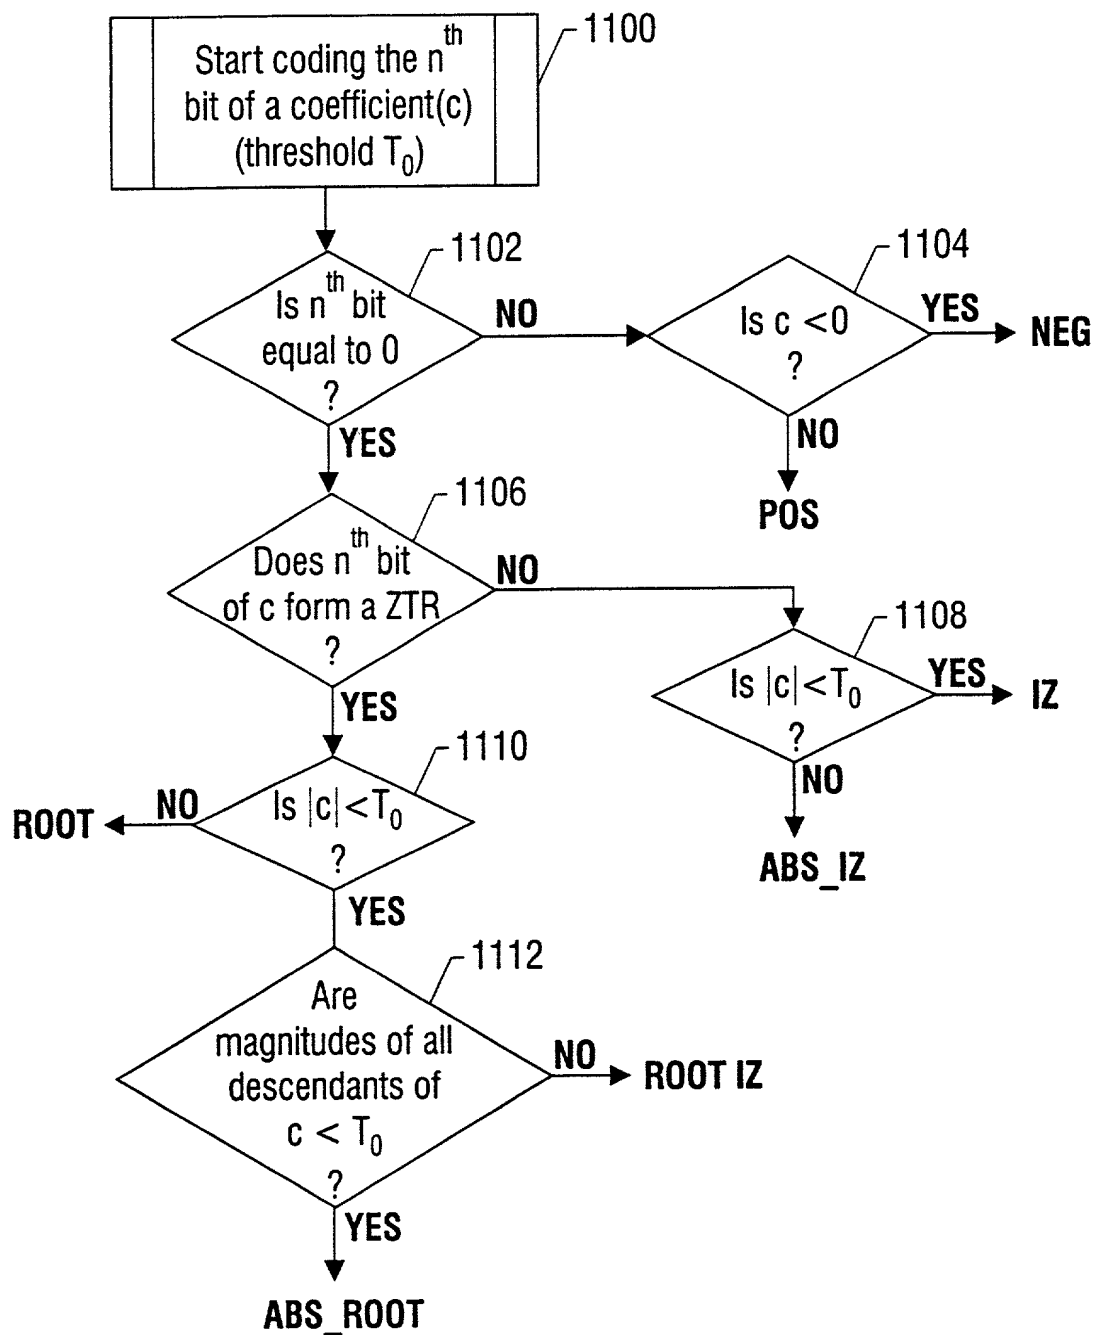 1100
Start coding the nth
bit of a coefficient(c)
(threshold T0)
1102
Is nth bit
equal to 0
?
NO
YES
1104
Is c <0
?
YES
NEG
NO
POS
1106
Does nth bit
of c form a ZTR
?
NO
YES
1108
Is |c|<T0
?
YES
IZ
NO
ABS_IZ
1110
Is |c|<T0
?
NO
ROOT
YES
1112
Are
magnitudes of all
descendants of
c < T0
?
NO
ROOT IZ
YES
ABS_ROOT